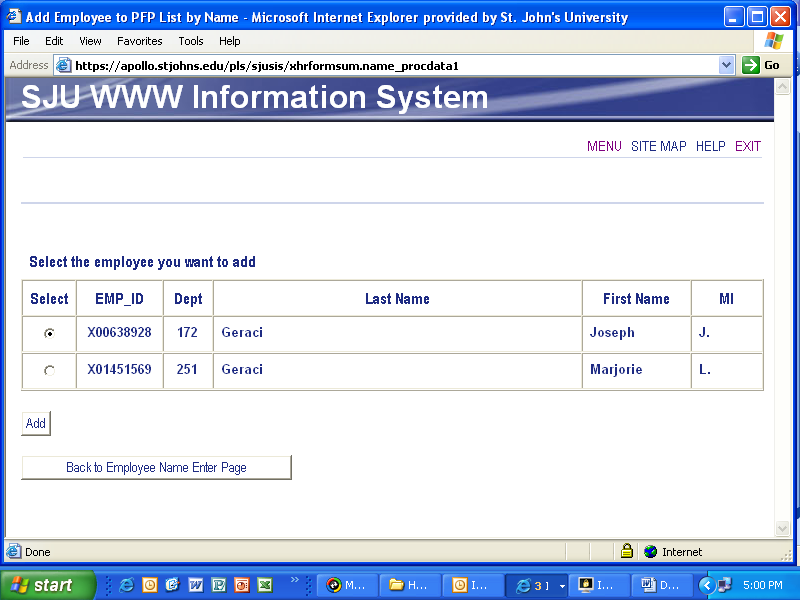 Add Employee to PFP List by Name - Microsoft Internet Explorer provided by St. John's University
File Edit View Favorites Tools Help
Address https://apollo.stjohns.edu/pls/sjusis/xhrformsum.name_procdata1 Go
SJU WWW Information System
MENU SITE MAP HELP EXIT
Select the employee you want to add
Select EMP_ID Dept Last Name First Name MI
X00638928 172 Geraci Joseph J.
X01451569 251 Geraci Marjorie L.
Add
Back to Employee Name Enter Page
Done Internet
start » M... H... I... 3 I... D... 5:00 PM